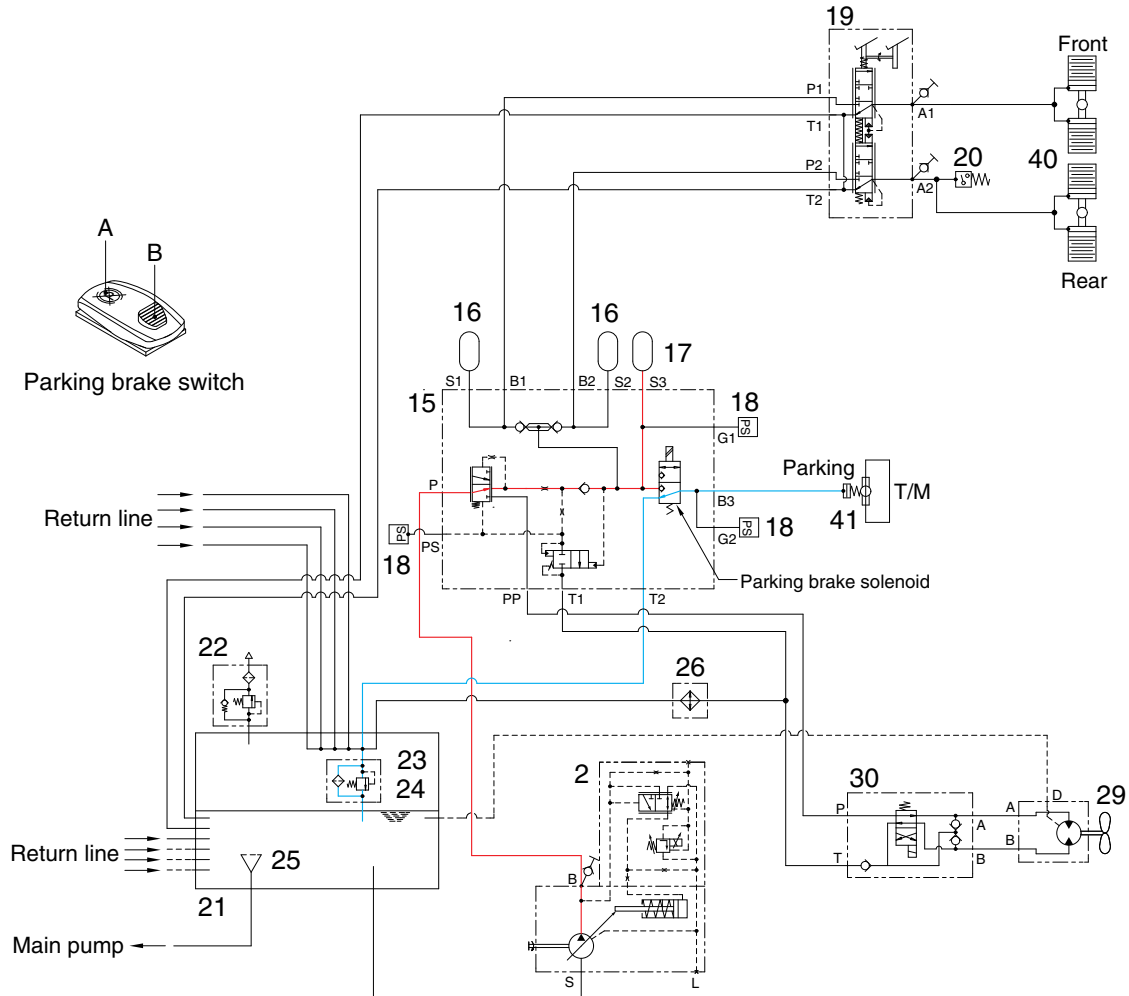 19
Front
P1
A1
T1
20
40
P2
A2
T2
Rear
A
B
Parking brake switch
16
16
17
S1
B1
B2
S2
S3
15
18
PS
G1
P
Parking
T/M
B3
41
Return line
PS
18
PS
PS
18
G2
Parking brake solenoid
PP
T1
T2
22
26
23
24
2
30
D
29
P
A
A
B
B
T
Return line
25
B
21
Main pump
S
L